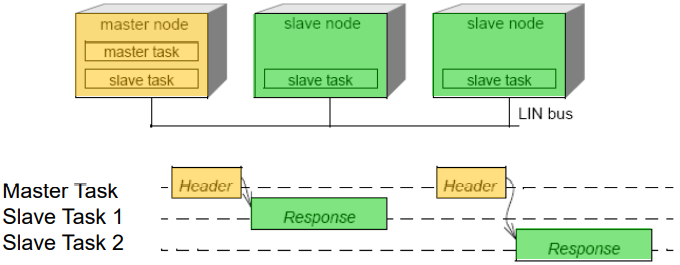 master node
master task
slave task
slave node
slave task
slave node
slave task
LIN bus
Master Task
Header
Header
Slave Task 1
Response
Slave Task 2
Response